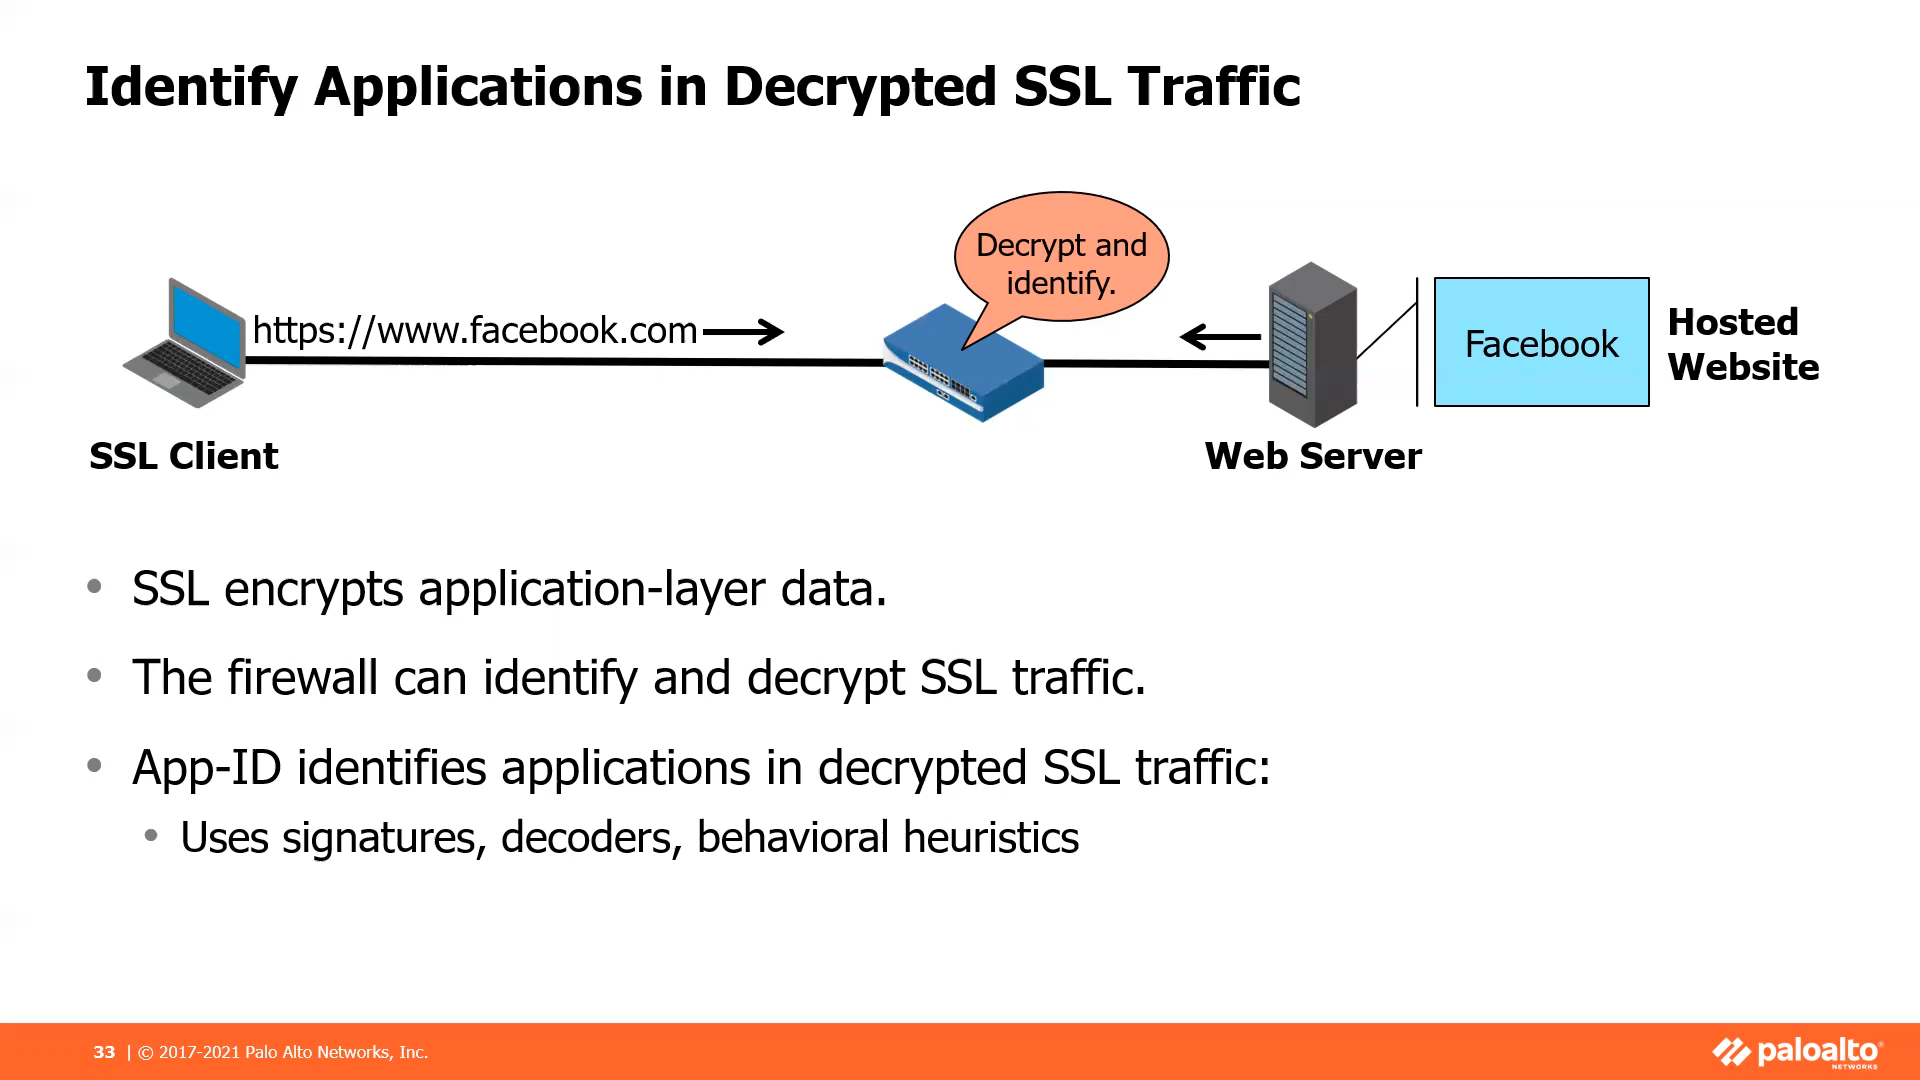 Identify Applications in Decrypted SSL Traffic
Decrypt and
identify.
https://www.facebook.com
Facebook
Hosted
Website
SSL Client
Web Server
• SSL encrypts application-layer data.
• The firewall can identify and decrypt SSL traffic.
• App-ID identifies applications in decrypted SSL traffic:
• Uses signatures, decoders, behavioral heuristics
33 | © 2017-2021 Palo Alto Networks, Inc.
paloalto®
NETWORKS